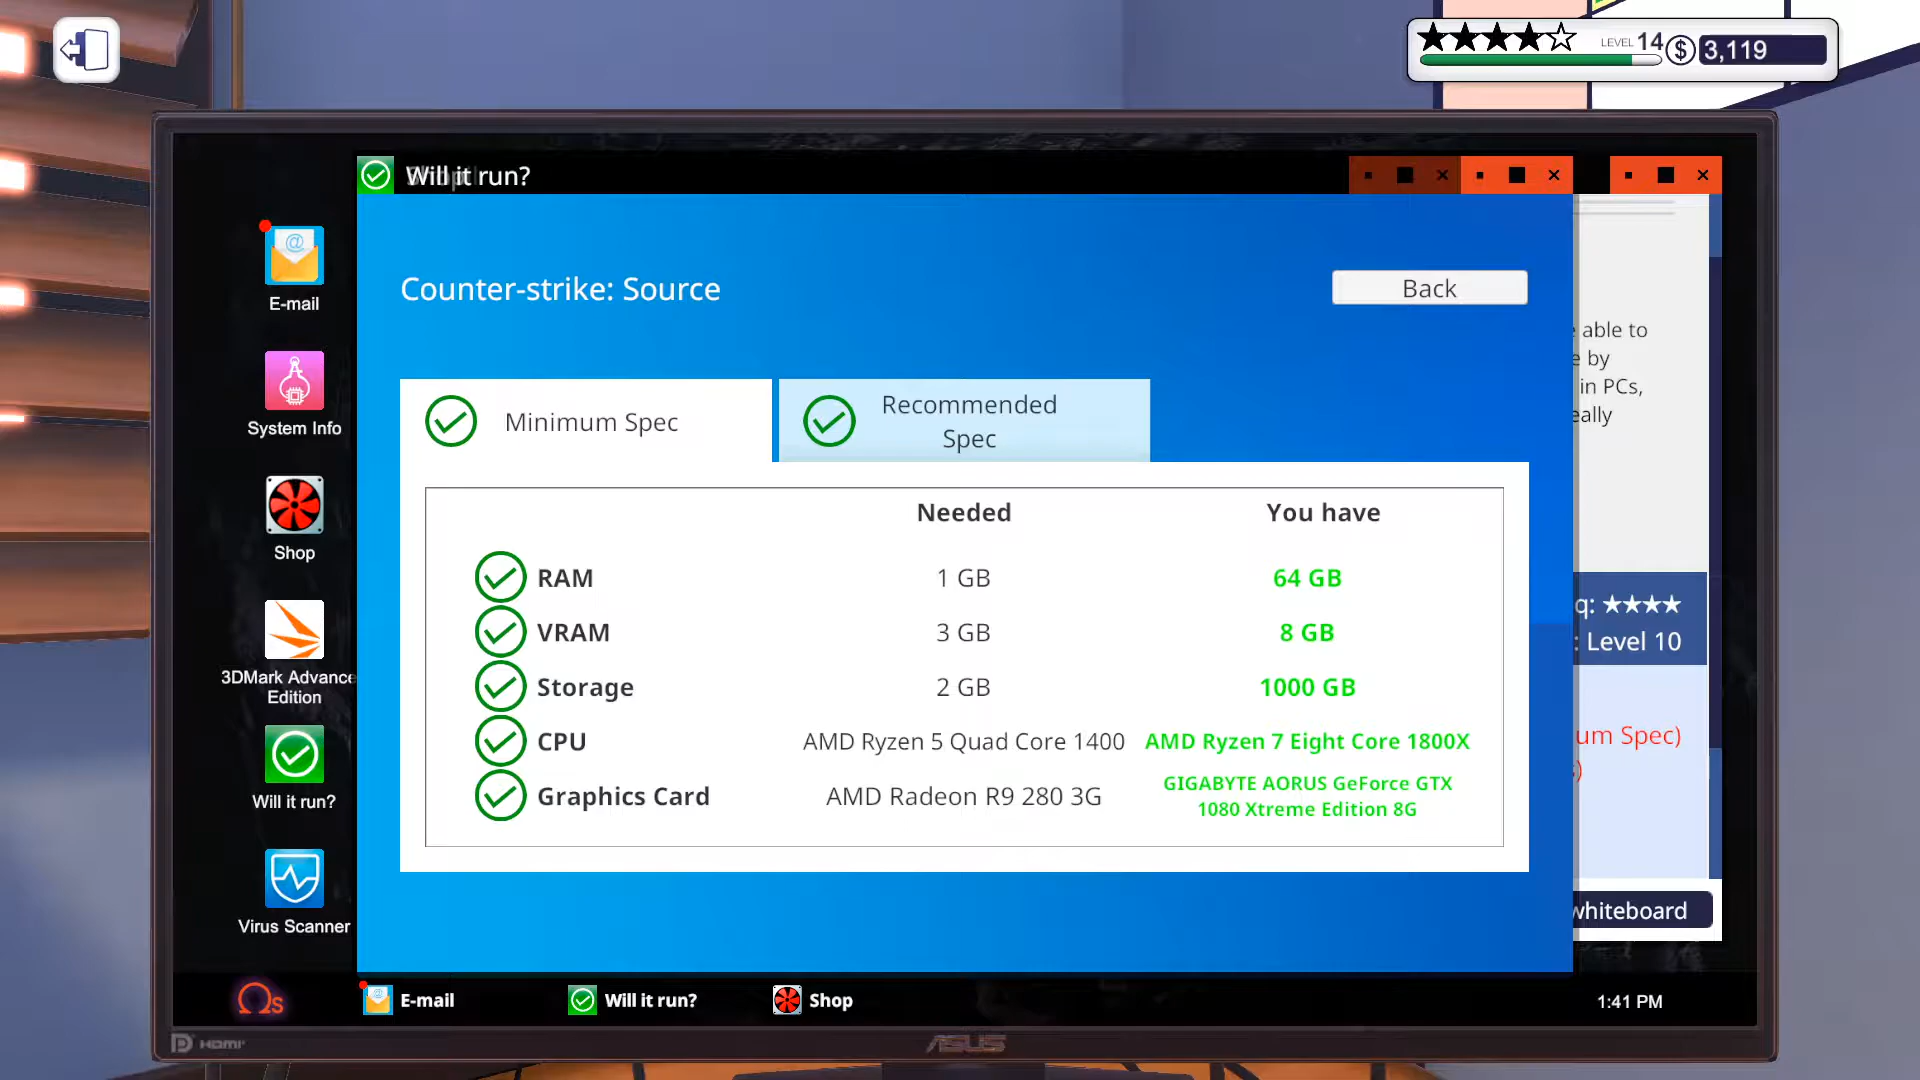 LEVEL 14 $ 3,119
Will it run?
E-mail
System Info
Shop
3DMark Advance
Edition
Will it run?
Virus Scanner
Counter-strike: Source
Back
Minimum Spec
Recommended
Spec
Needed You have
RAM 1 GB 64 GB
VRAM 3 GB 8 GB
Storage 2 GB 1000 GB
CPU AMD Ryzen 5 Quad Core 1400 AMD Ryzen 7 Eight Core 1800X
Graphics Card AMD Radeon R9 280 3G GIGABYTE AORUS GeForce GTX
1080 Xtreme Edition 8G
able to
by
in PCs,
q: ★★★★
: Level 10
um Spec)
whiteboard
Ωs E-mail Will it run? Shop 1:41 PM
HDMI ASUS